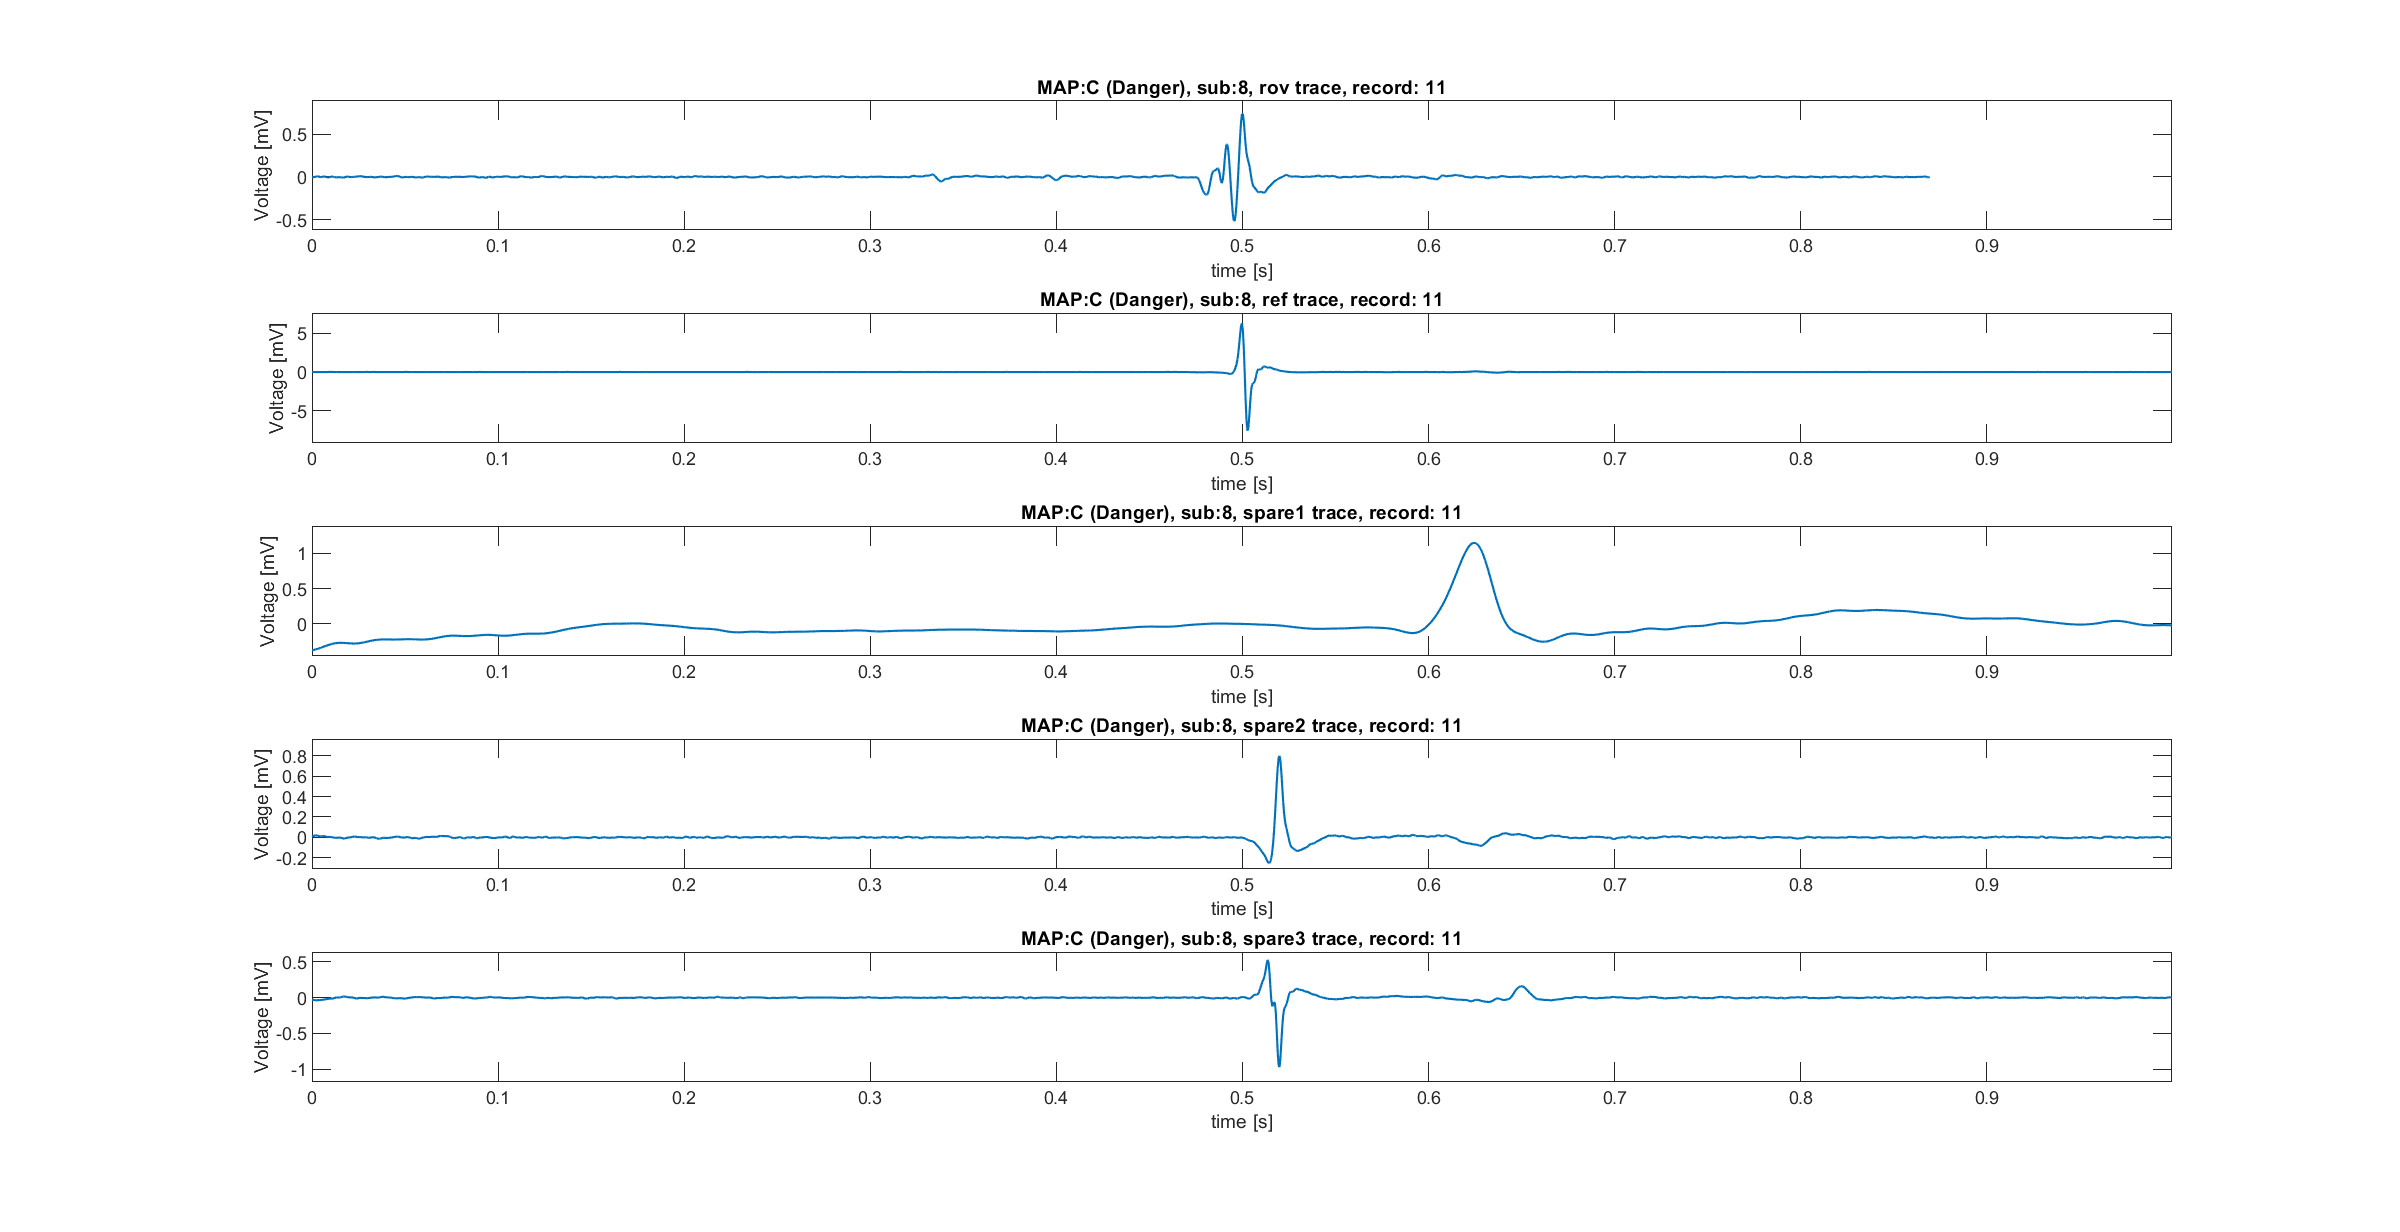 MAP:C (Danger), sub:8, rov trace, record: 11
Voltage [mV]
0.5
0
-0.5
0 0.1 0.2 0.3 0.4 0.5 0.6 0.7 0.8 0.9
time [s]
MAP:C (Danger), sub:8, ref trace, record: 11
Voltage [mV]
5
0
-5
0 0.1 0.2 0.3 0.4 0.5 0.6 0.7 0.8 0.9
time [s]
MAP:C (Danger), sub:8, spare1 trace, record: 11
Voltage [mV]
1
0.5
0
0 0.1 0.2 0.3 0.4 0.5 0.6 0.7 0.8 0.9
time [s]
MAP:C (Danger), sub:8, spare2 trace, record: 11
Voltage [mV]
0.8
0.6
0.4
0.2
0
-0.2
0 0.1 0.2 0.3 0.4 0.5 0.6 0.7 0.8 0.9
time [s]
MAP:C (Danger), sub:8, spare3 trace, record: 11
Voltage [mV]
0.5
0
-0.5
-1
0 0.1 0.2 0.3 0.4 0.5 0.6 0.7 0.8 0.9
time [s]